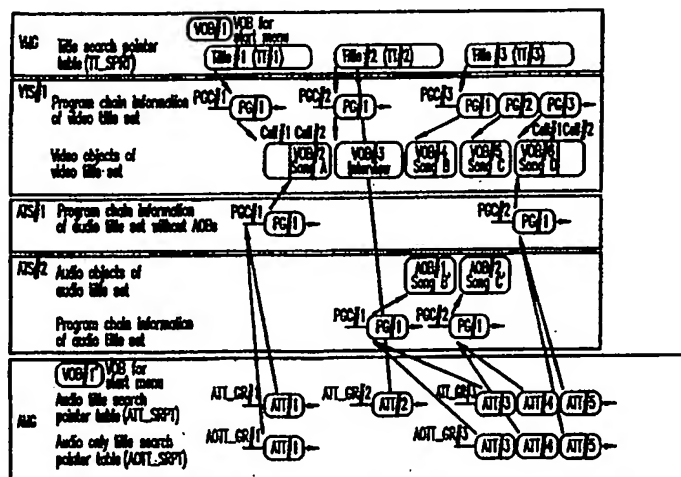 VOB#1 VOB for
start menu
VMG Title search pointer
table (TT_SPRT)
Title #1 (TT#1) Title #2 (TT#2) Title #3 (TT#3)
VTS#1 Program chain information
of video title set
PGC#1 PG#1 PGC#2 PG#1 PGC#3 PG#1 PG#2 PG#3
Cell#1 Cell#2 Cell#1 Cell#2
Video objects of
video title set
VOB#2 Song A VOB#3 Interview VOB#4 Song B VOB#5 Song C VOB#6 Song D
ATS#1 Program chain information
of audio title set without AOBs
PGC#1 PG#1 PGC#2 PG#1
ATS#2 Audio objects of
audio title set
AOB#1, Song B AOB#2, Song C
Program chain information
of audio title set
PGC#1 PG#1 PGC#2 PG#1
VOB#1 VOB for
start menu
AMG Audio title search
pointer table (ATT_SRPT)
ATT_GR#1 ATT#1 ATT_GR#2 ATT#2 ATT#3 ATT#4 ATT#5
Audio only title search
pointer table (AOTT_SRPT)
AOTT_GR#1 ATT#1 AOTT_GR#3 ATT#3 ATT#4 ATT#5